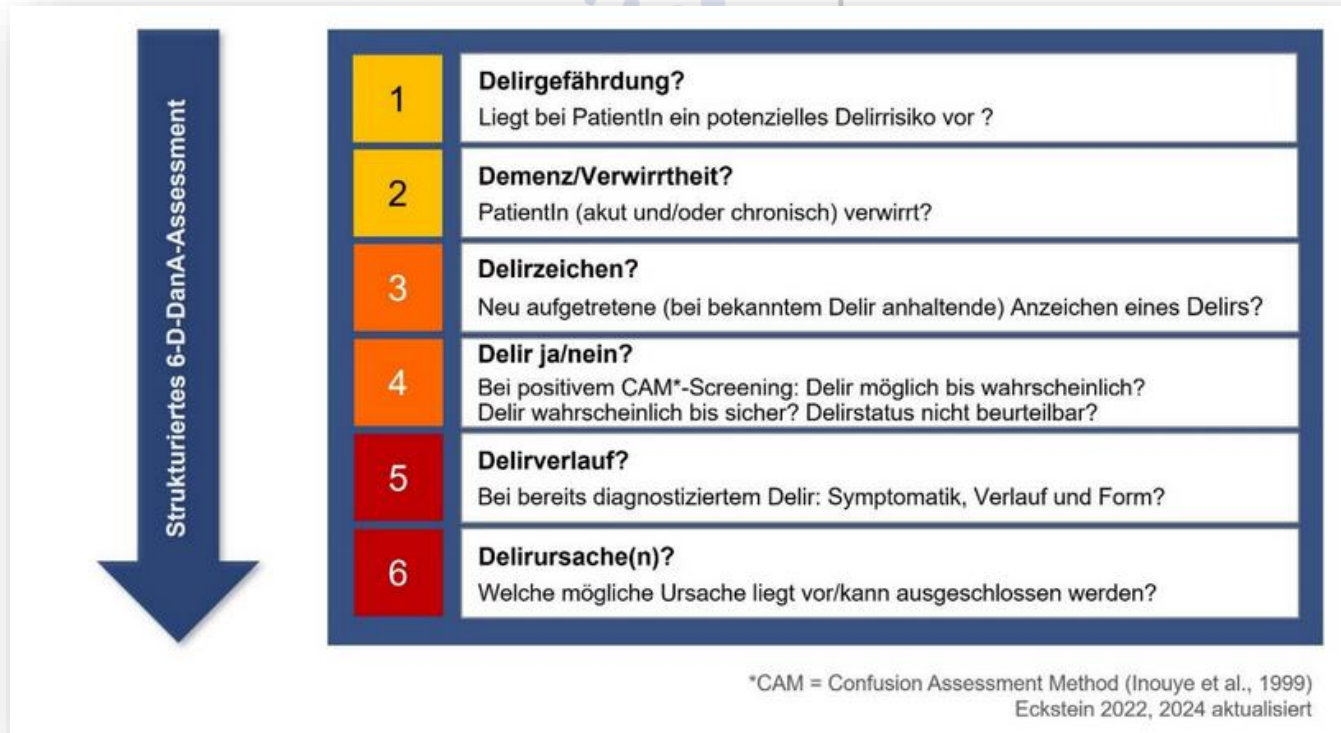 Strukturiertes 6-D-DanA-Assessment
1
Delirgefährdung?
Liegt bei PatientIn ein potenzielles Delirrisiko vor ?
2
Demenz/Verwirrtheit?
PatientIn (akut und/oder chronisch) verwirrt?
3
Delirzeichen?
Neu aufgetretene (bei bekanntem Delir anhaltende) Anzeichen eines Delirs?
4
Delir ja/nein?
Bei positivem CAM*-Screening: Delir möglich bis wahrscheinlich?
Delir wahrscheinlich bis sicher? Delirstatus nicht beurteilbar?
5
Delirverlauf?
Bei bereits diagnostiziertem Delir: Symptomatik, Verlauf und Form?
6
Delirursache(n)?
Welche mögliche Ursache liegt vor/kann ausgeschlossen werden?
*CAM = Confusion Assessment Method (Inouye et al., 1999)
Eckstein 2022, 2024 aktualisiert